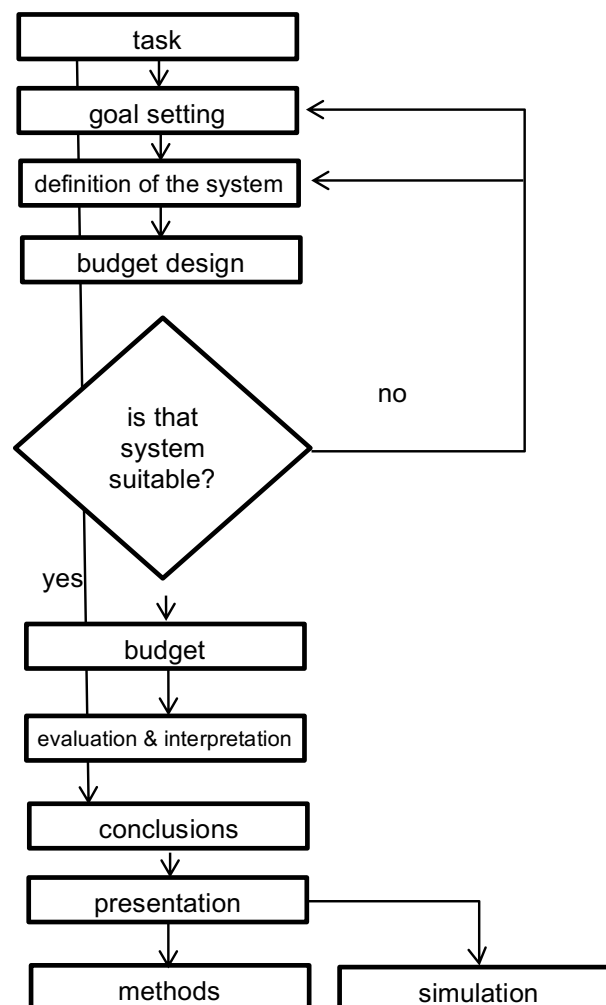 task
goal setting
definition of the system
budget design
no
is that
system
suitable?
yes
budget
evaluation & interpretation
conclusions
presentation
methods
simulation